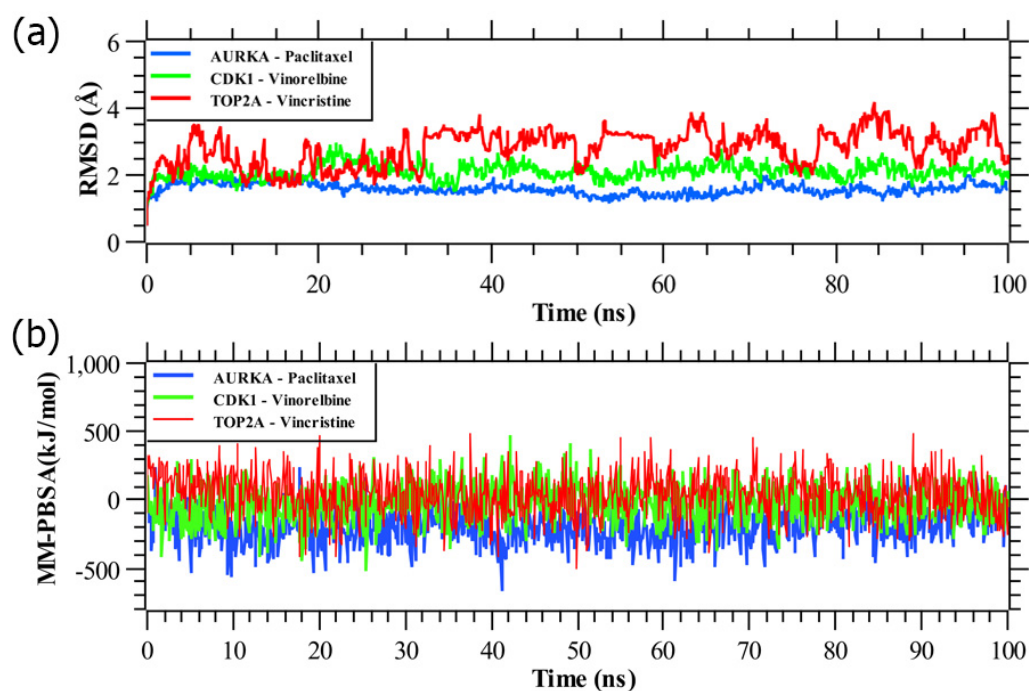 (a)
6
4
2
0
RMSD (Å)
AURKA - Paclitaxel
CDK1 - Vinorelbine
TOP2A - Vincristine
0 20 40 60 80 100
Time (ns)
(b)
1,000
500
0
-500
MM-PBSA(kJ/mol)
AURKA - Paclitaxel
CDK1 - Vinorelbine
TOP2A - Vincristine
0 10 20 30 40 50 60 70 80 90 100
Time (ns)